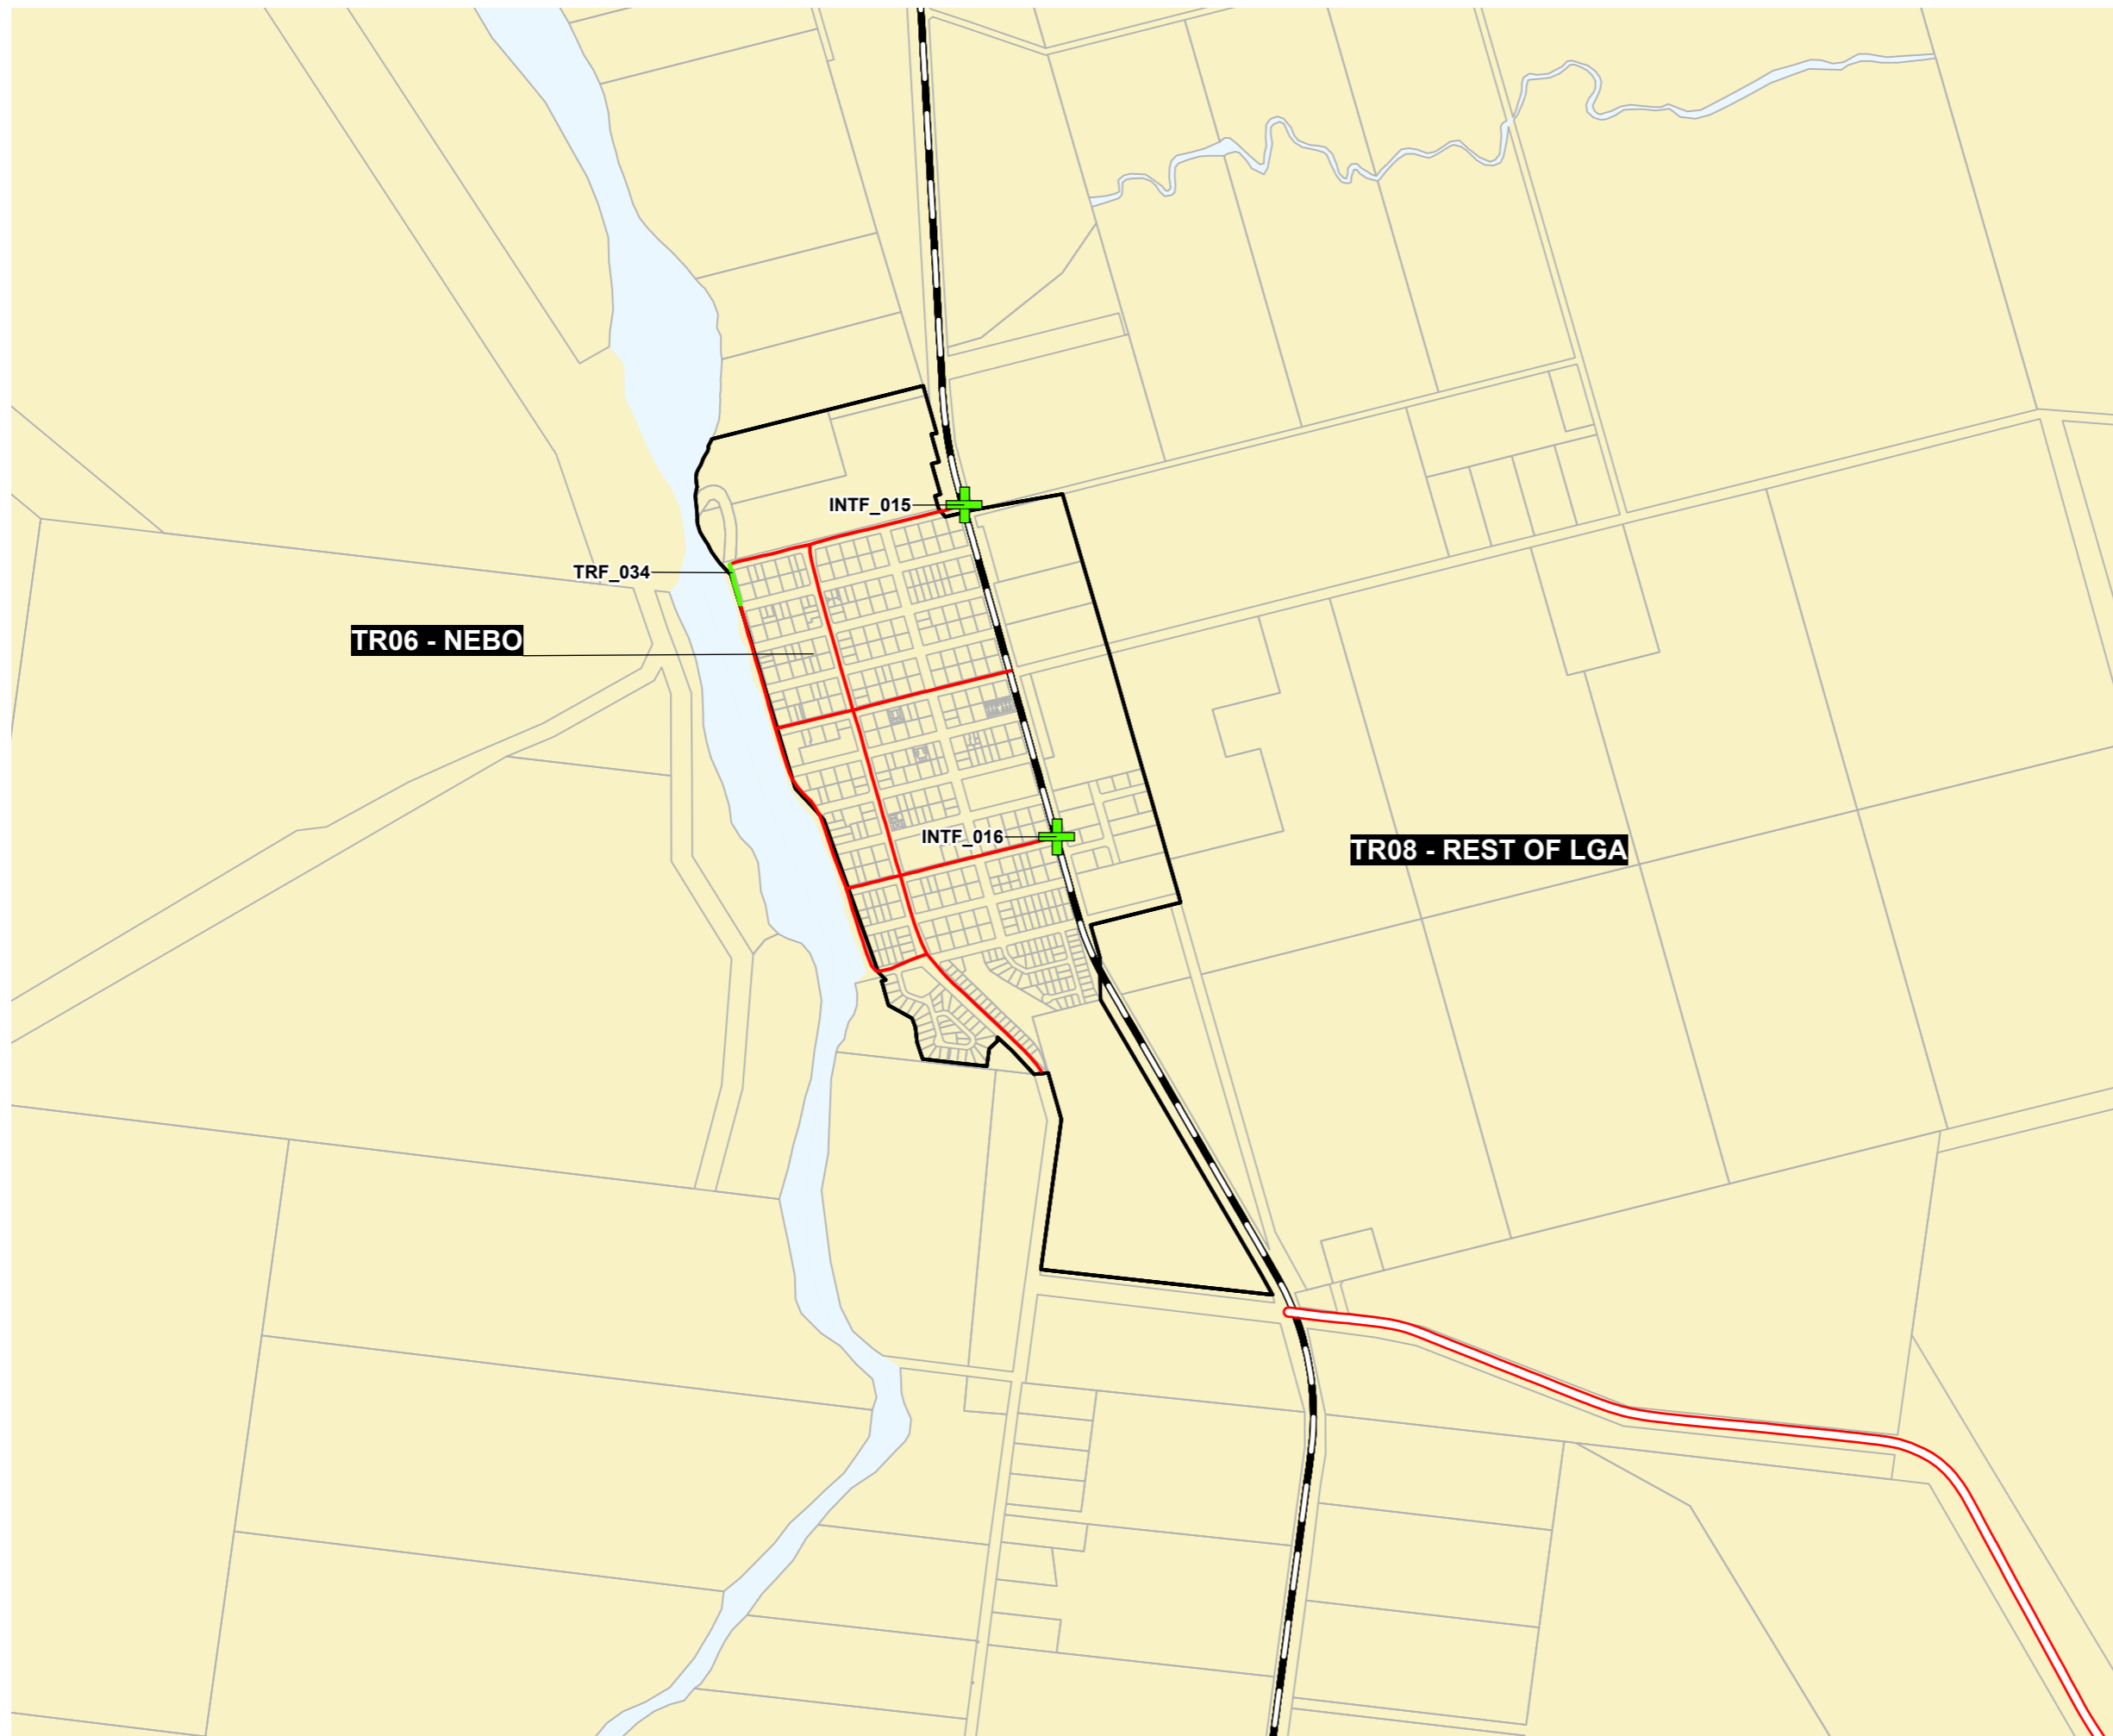 INTF_015
TRF_034
TR06 - NEBO
INTF_016
TR08 - REST OF LGA